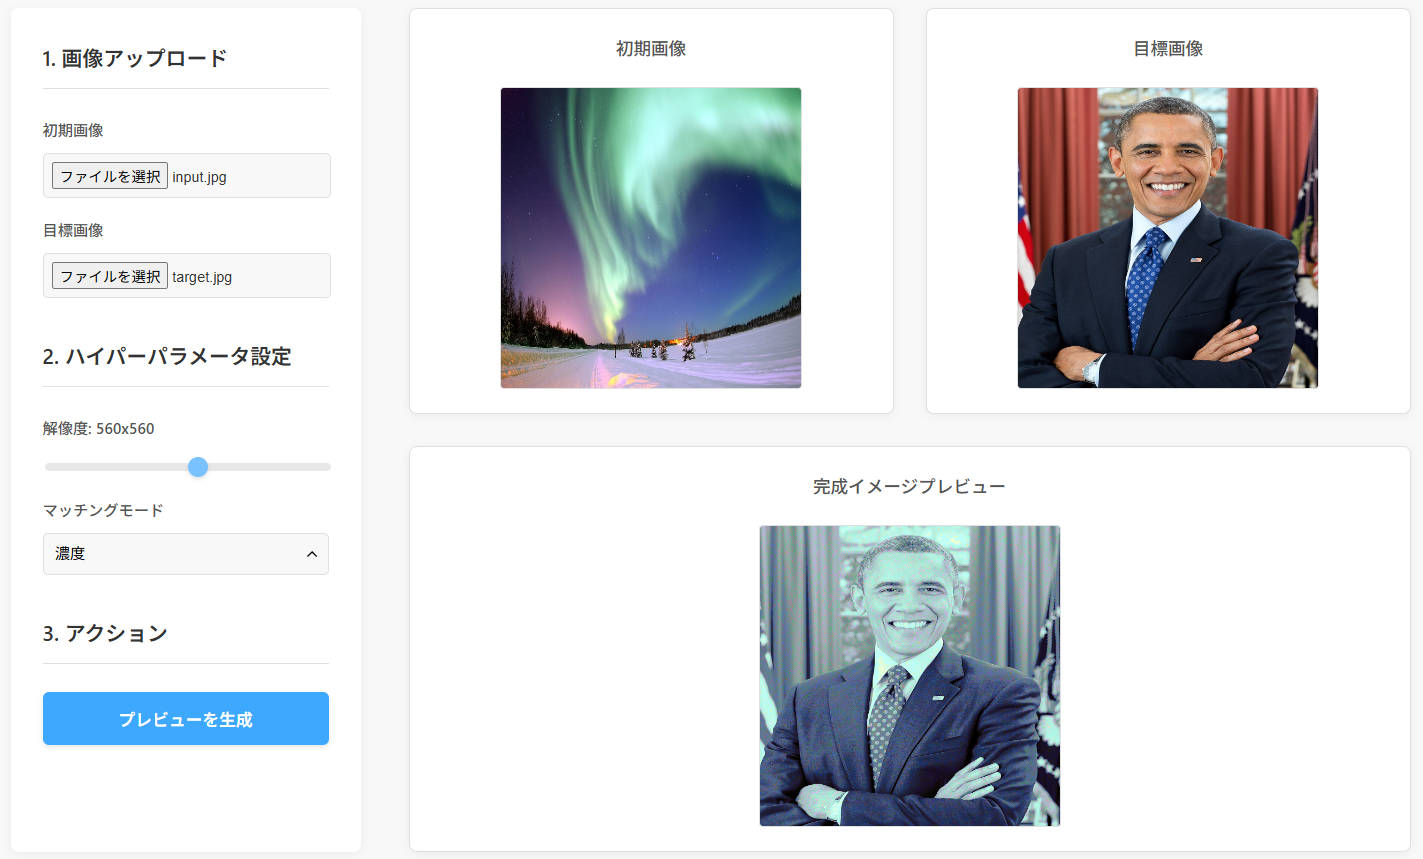 1. 画像アップロード
初期画像
ファイルを選択 input.jpg
目標画像
ファイルを選択 target.jpg
2. ハイパーパラメータ設定
解像度: 560x560
マッチングモード
濃度
3. アクション
プレビューを生成
初期画像
目標画像
完成イメージプレビュー